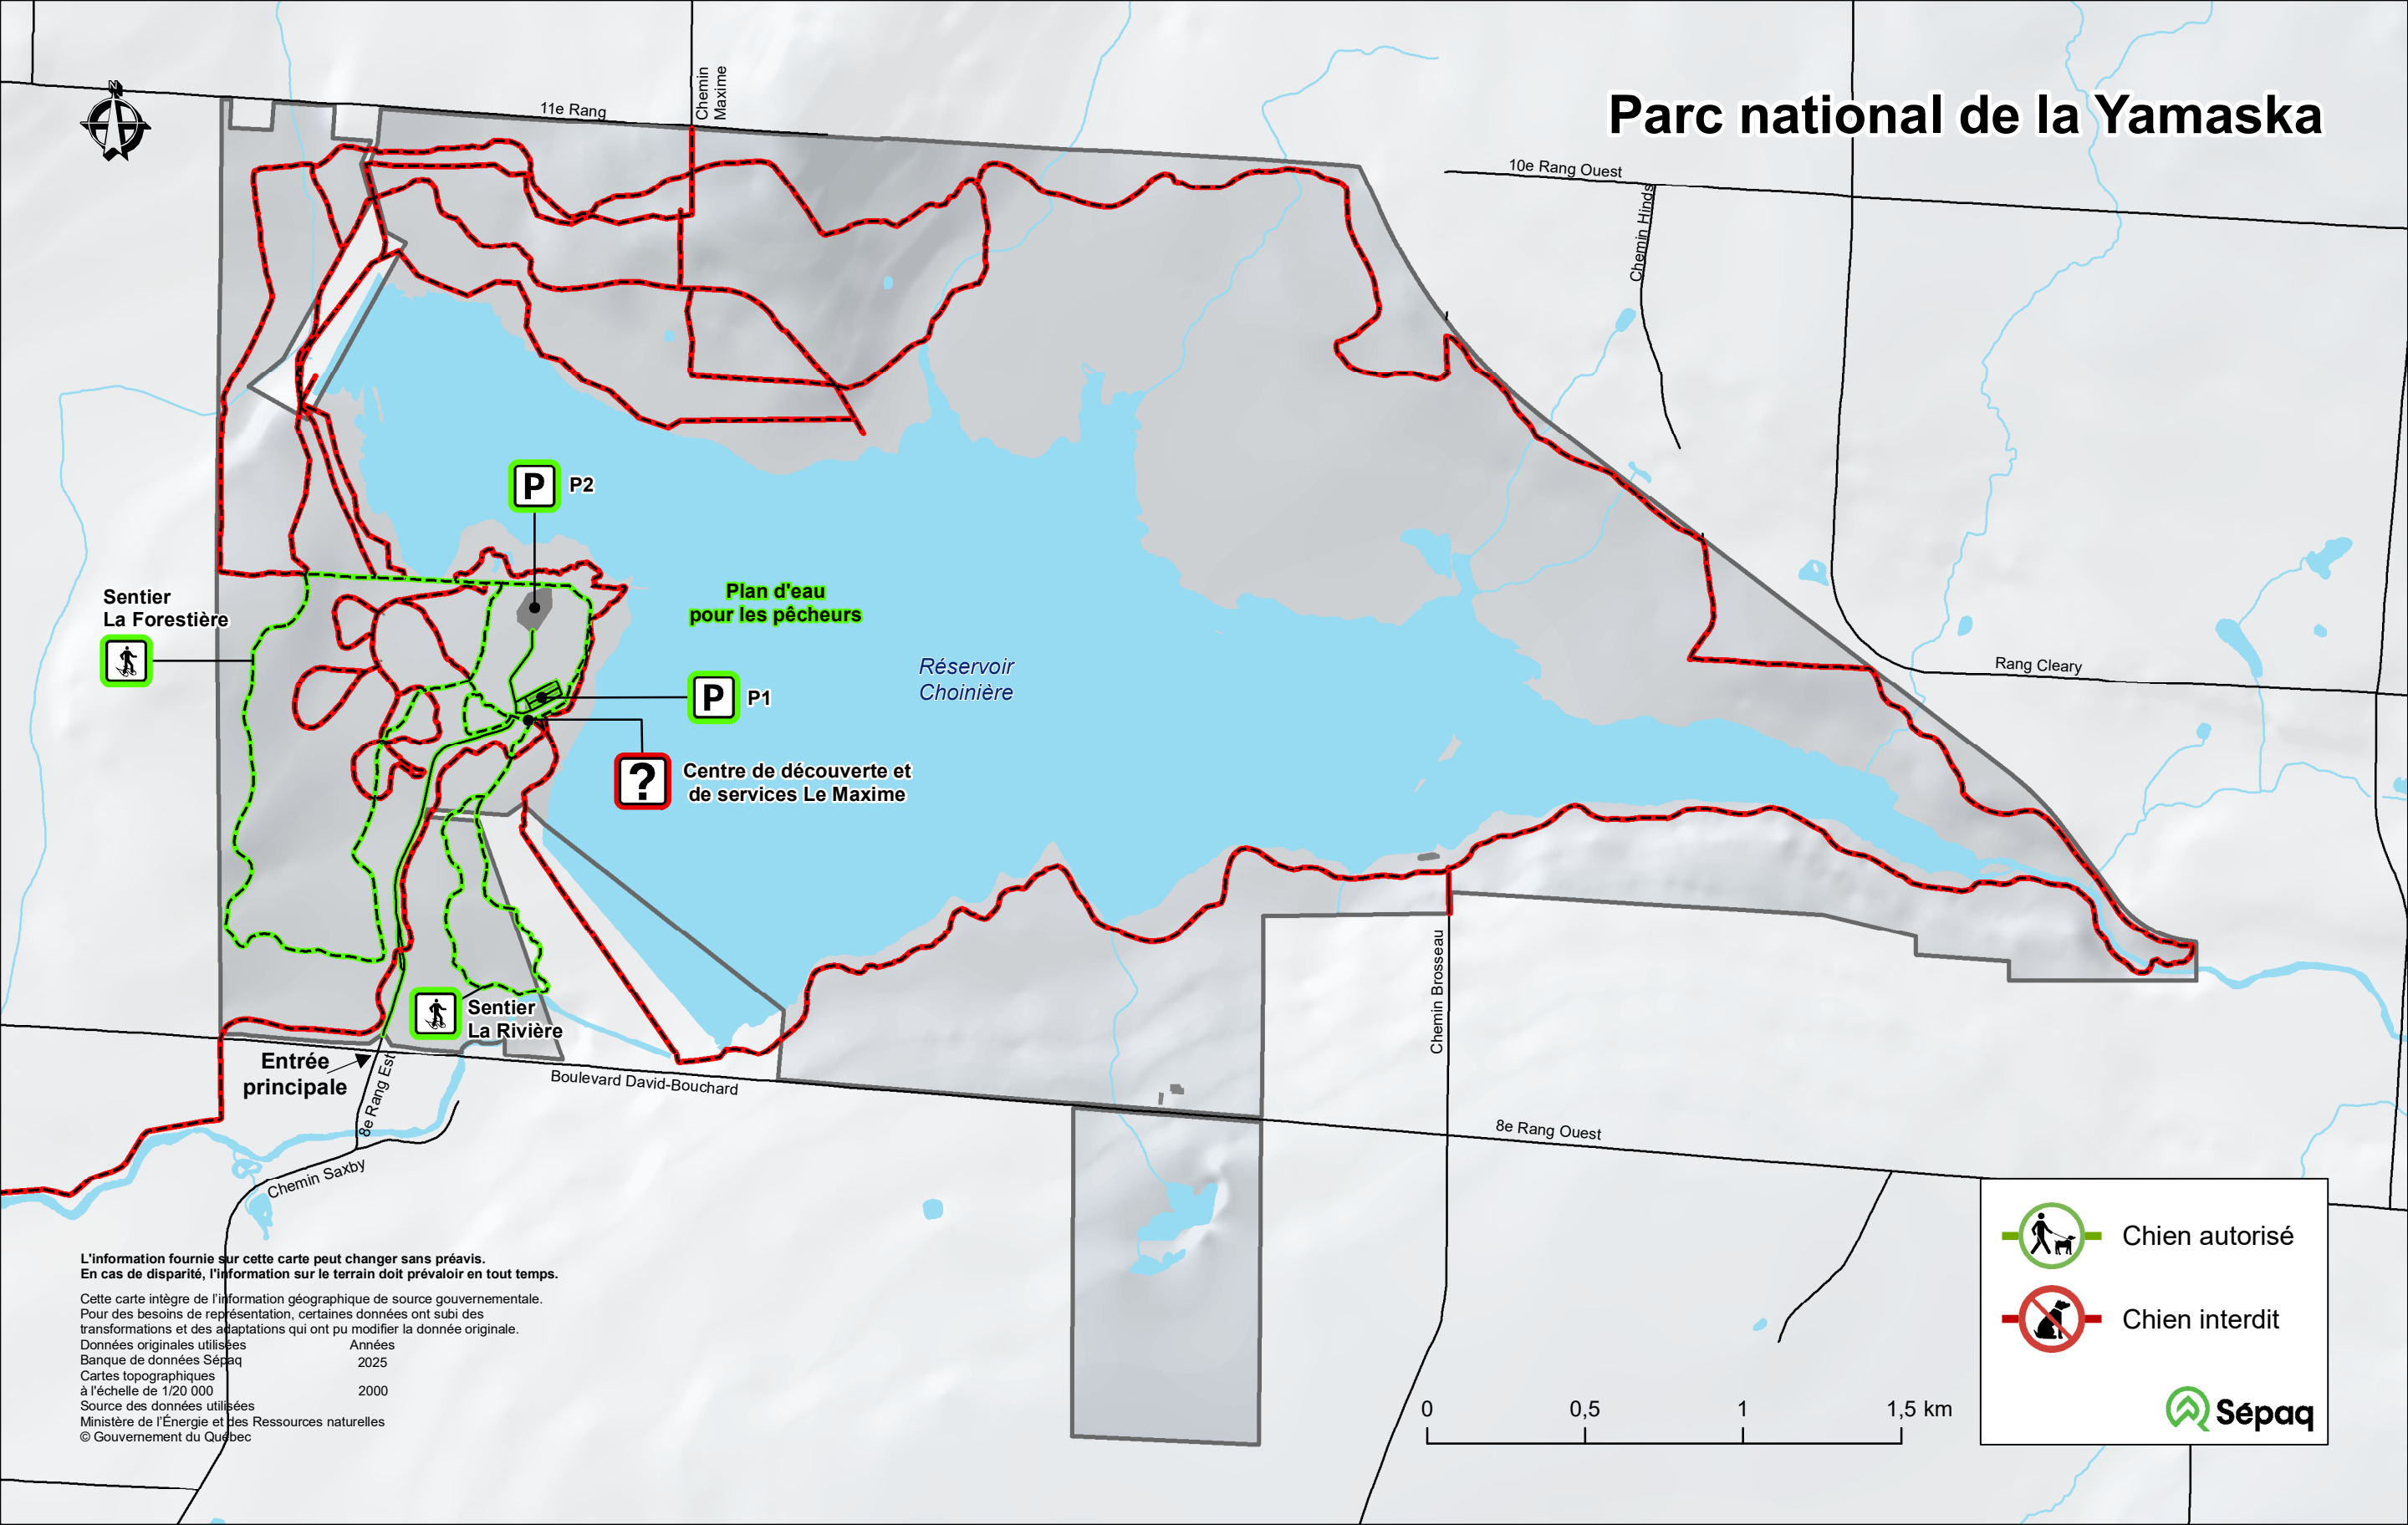 Parc national de la Yamaska
N
11e Rang
Chemin
Maxime
10e Rang Ouest
Chemin Hinds
P
P2
Plan d'eau
pour les pêcheurs
Sentier
La Forestière
Réservoir
Choinière
Rang Cleary
P
P1
?
Centre de découverte et
de services Le Maxime
Chemin Brosseau
Sentier
La Rivière
Entrée
principale
8e Rang Est
Boulevard David-Bouchard
8e Rang Ouest
Chemin Saxby
L'information fournie sur cette carte peut changer sans préavis.
En cas de disparité, l'information sur le terrain doit prévaloir en tout temps.
Cette carte intègre de l'information géographique de source gouvernementale.
Pour des besoins de représentation, certaines données ont subi des
transformations et des adaptations qui ont pu modifier la donnée originale.
Données originales utilisées Années
Banque de données Sépaq 2025
Cartes topographiques
à l'échelle de 1/20 000 2000
Source des données utilisées
Ministère de l'Énergie et des Ressources naturelles
© Gouvernement du Québec
0 0,5 1 1,5 km
Chien autorisé
Chien interdit
Sépaq